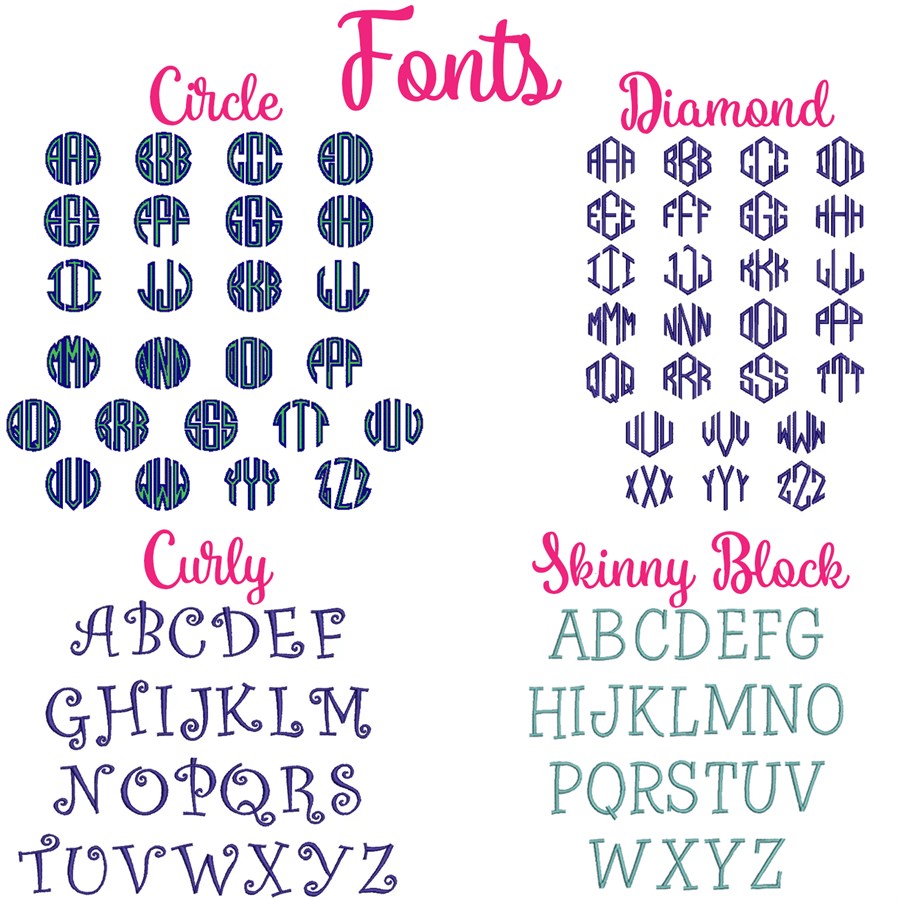 Fonts
Circle
AAA BBB CCC DDD
EEE FFF GGG HHH
III JJJ KKK LLL
MMM NNN OOO PPP
QQQ RRR SSS TTT UUU
VVV WWW YYY ZZZ
Diamond
AAA BBB CCC DDD
EEE FFF GGG HHH
III JJJ KKK LLL
MMM NNN OOO PPP
QQQ RRR SSS TTT
UUU VVV WWW
XXX YYY ZZZ
Curly
ABCDEF
GHIJKLM
NOPQRS
TUVWXYZ
Skinny Block
ABCDEFG
HIJKLMNO
PQRSTUV
WXYZ